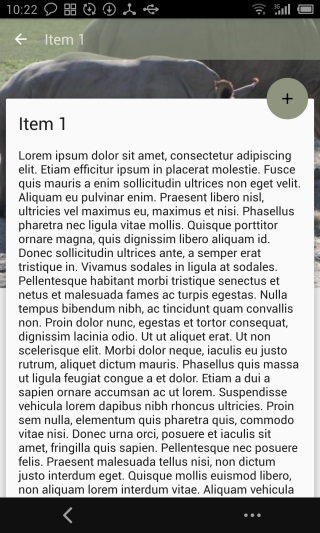 10:22
Item 1
Item 1
Lorem ipsum dolor sit amet, consectetur adipiscing
elit. Etiam efficitur ipsum in placerat molestie. Fusce
quis mauris a enim sollicitudin ultrices non eget velit.
Aliquam eu pulvinar enim. Praesent libero nisl,
ultricies vel maximus eu, maximus et nisi. Phasellus
pharetra nec ligula vitae mollis. Quisque porttitor
ornare magna, quis dignissim libero aliquam id.
Donec sollicitudin ultrices ante, a semper erat
tristique in. Vivamus sodales in ligula at sodales.
Pellentesque habitant morbi tristique senectus et
netus et malesuada fames ac turpis egestas. Nulla
tempus bibendum nibh, ac tincidunt quam convallis
non. Proin dolor nunc, egestas et tortor consequat,
dignissim lacinia odio. Ut ut aliquet erat. Ut non
scelerisque elit. Morbi dolor neque, iaculis eu justo
rutrum, aliquet dictum mauris. Phasellus quis massa
ut ligula feugiat congue a et dolor. Etiam a dui a
sapien ornare accumsan ac ut lorem. Suspendisse
vehicula lorem dapibus nibh rhoncus ultricies. Proin
sem nulla, elementum quis pharetra quis, commodo
vitae nisl. Donec urna orci, posuere et iaculis sit
amet, fringilla quis sapien. Pellentesque nec posuere
felis. Praesent malesuada tellus nisi, non dictum
justo interdum eget. Quisque mollis euismod libero,
non aliquam lorem interdum vitae. Aliquam vehicula